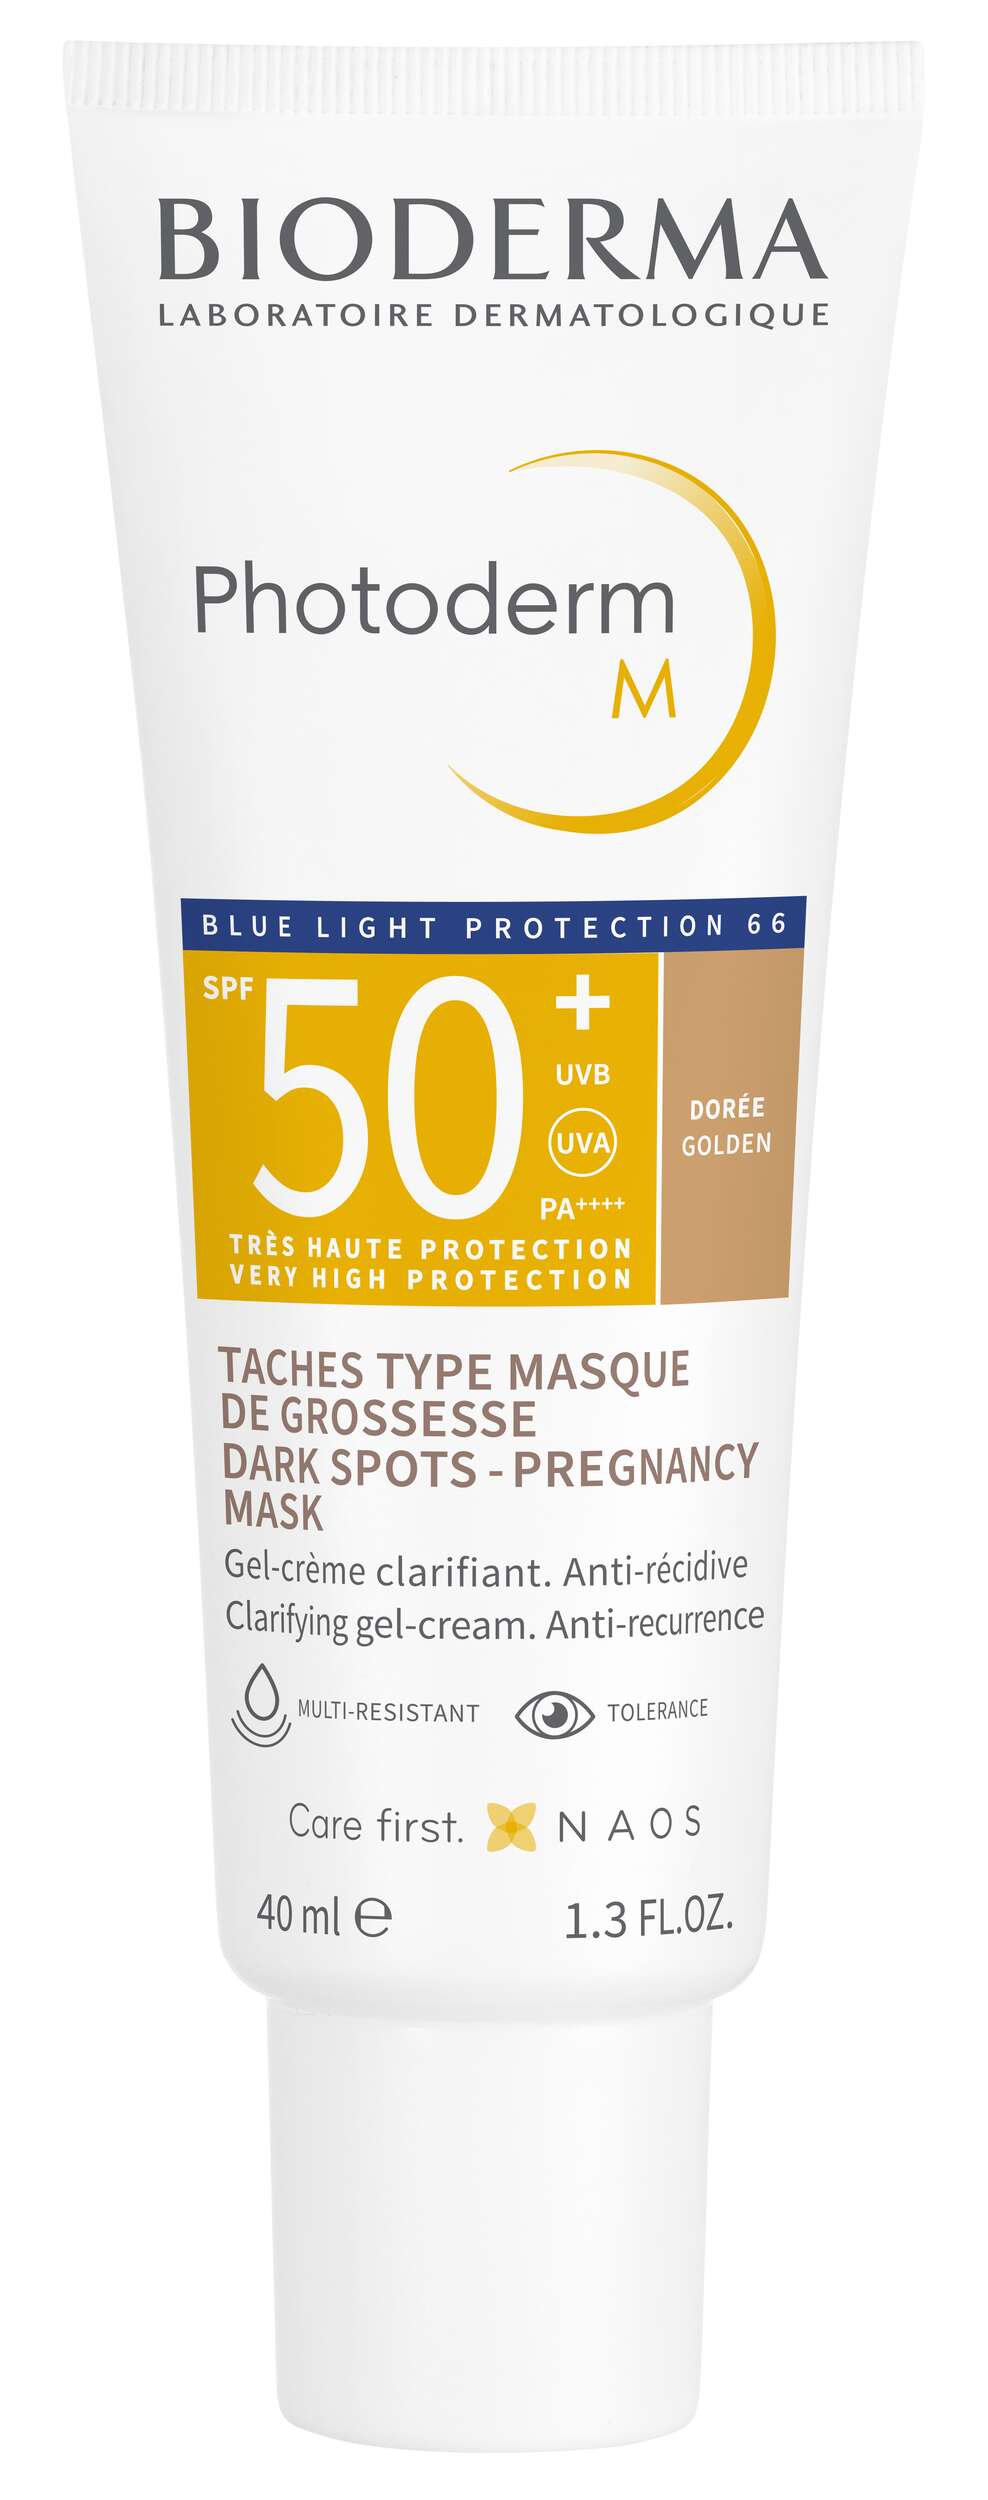 BIODERMA
LABORATOIRE DERMATOLOGIQUE
Photoderm
M
BLUE LIGHT PROTECTION 66
SPF 50+
UVB
UVA
PA++++
TRÈS HAUTE PROTECTION
VERY HIGH PROTECTION
DORÉE
GOLDEN
TACHES TYPE MASQUE
DE GROSSESSE
DARK SPOTS - PREGNANCY
MASK
Gel-crème clarifiant. Anti-récidive
Clarifying gel-cream. Anti-recurrence
MULTI-RESISTANT TOLERANCE
Care first. NAOS
40 ml ℮ 1.3 FL.OZ.